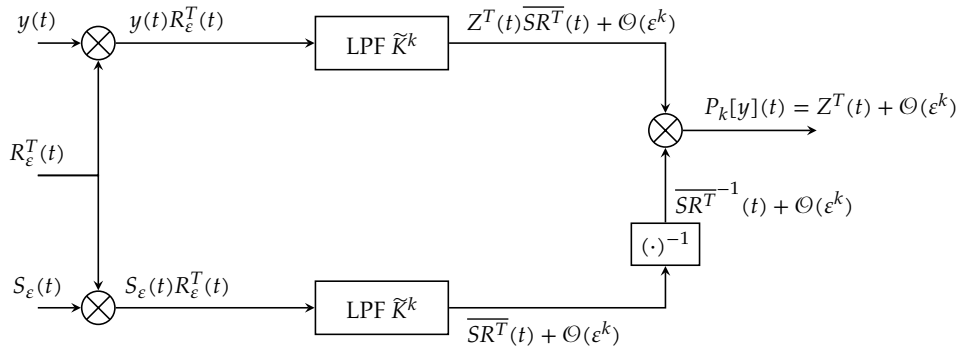 y(t)
y(t)R_ε^T(t)
LPF K̃^k
Z^T(t)\overline{SR^T}(t) + 𝒪(ε^k)
P_k[y](t) = Z^T(t) + 𝒪(ε^k)
R_ε^T(t)
\overline{SR^T}^{-1}(t) + 𝒪(ε^k)
(·)^{-1}
S_ε(t)
S_ε(t)R_ε^T(t)
LPF K̃^k
\overline{SR^T}(t) + 𝒪(ε^k)